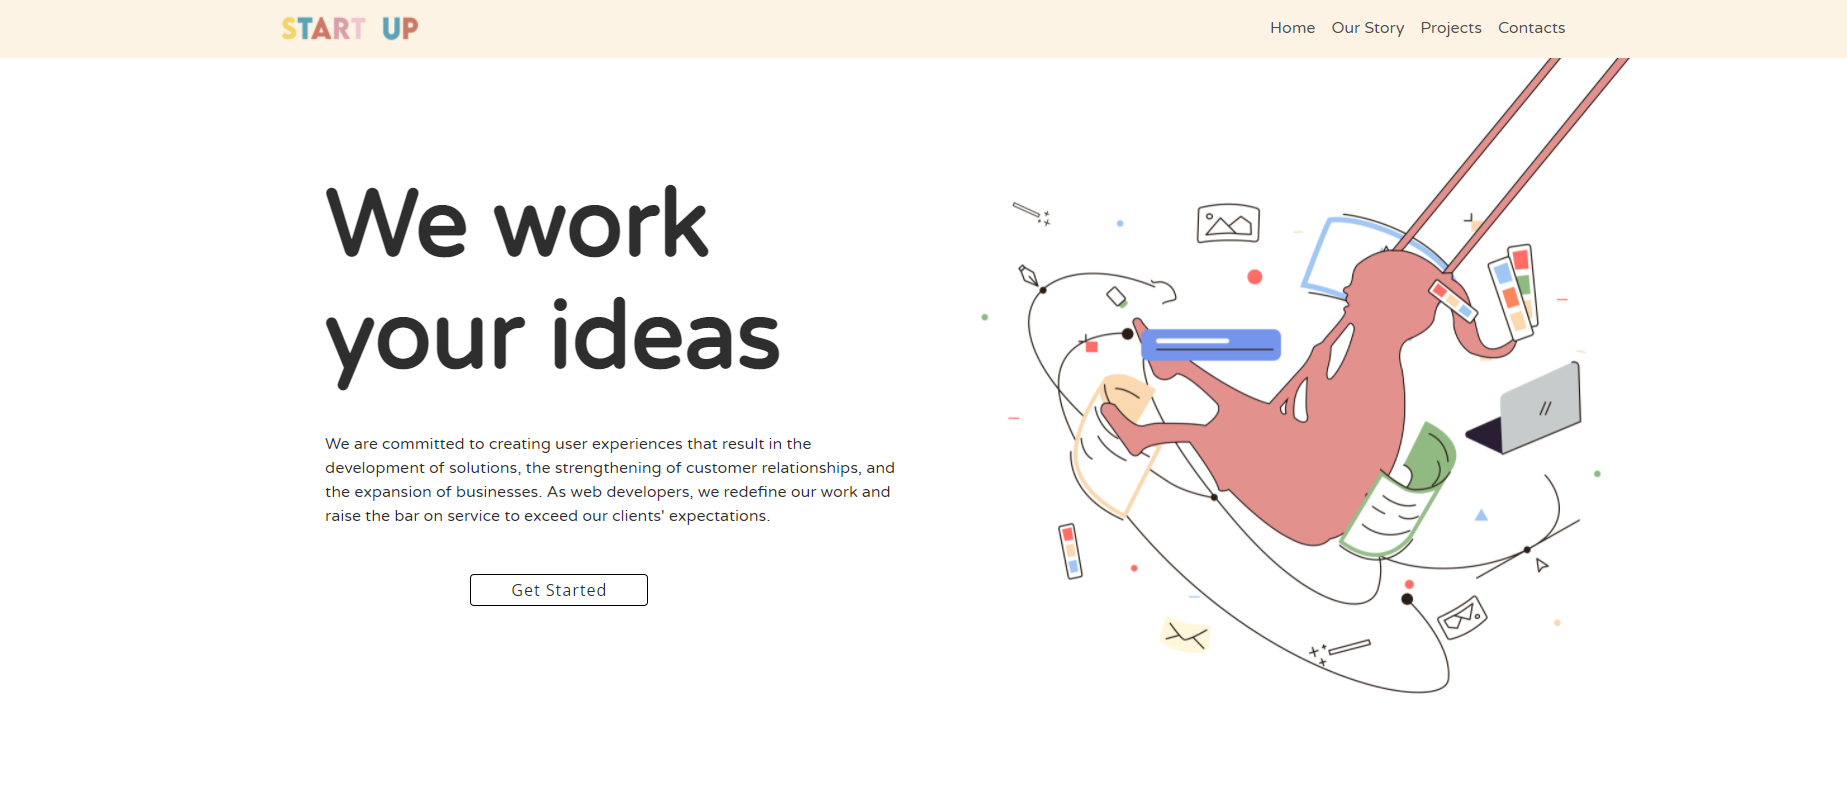 START UP
Home Our Story Projects Contacts
We work
your ideas
We are committed to creating user experiences that result in the
development of solutions, the strengthening of customer relationships, and
the expansion of businesses. As web developers, we redefine our work and
raise the bar on service to exceed our clients' expectations.
Get Started